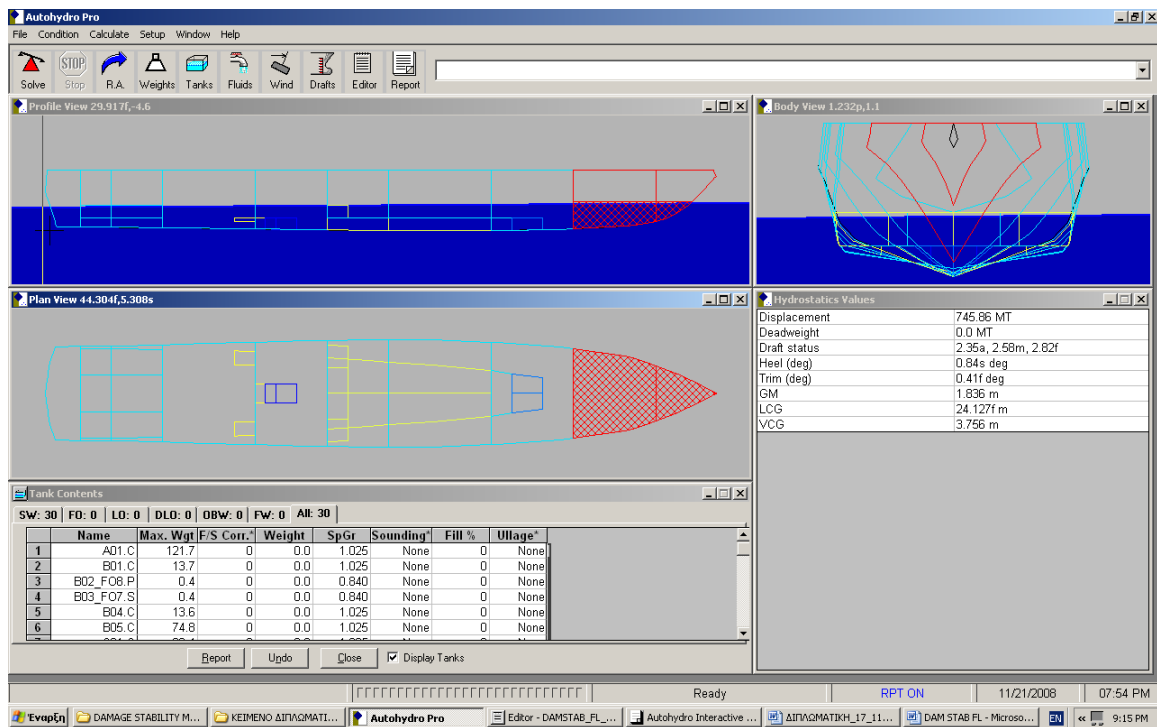 Autohydro Pro
File Condition Calculate Setup Window Help
Solve Stop R.A. Weights Tanks Fluids Wind Drafts Editor Report
Profile View 29.917f,-4.6
Body View 1.232p,1.1
Plan View 44.304f,5.308s
Hydrostatics Values
Displacement 745.86 MT
Deadweight 0.0 MT
Draft status 2.35a, 2.58m, 2.82f
Heel (deg) 0.84s deg
Trim (deg) 0.41f deg
GM 1.836 m
LCG 24.127f m
VCG 3.756 m
Tank Contents
SW: 30 FO: 0 LO: 0 DLO: 0 OBW: 0 FW: 0 All: 30
Name Max. Wgt F/S Corr.* Weight SpGr Sounding* Fill % Ullage*
1 A01.C 121.7 0 0.0 1.025 None 0 None
2 B01.C 13.7 0 0.0 1.025 None 0 None
3 B02_FO8.P 0.4 0 0.0 0.840 None 0 None
4 B03_FO7.S 0.4 0 0.0 0.840 None 0 None
5 B04.C 13.6 0 0.0 1.025 None 0 None
6 B05.C 74.8 0 0.0 1.025 None 0 None
Report Undo Close Display Tanks
Ready RPT ON 11/21/2008 07:54 PM
Έναρξη DAMAGE STABILITY M... ΚΕΙΜΕΝΟ ΔΙΠΛΩΜΑΤΙ... Autohydro Pro Editor - DAMSTAB_FL_... Autohydro Interactive ... ΔΙΠΛΩΜΑΤΙΚΗ_17_11... DAM STAB FL - Microso... EN « 9:15 PM